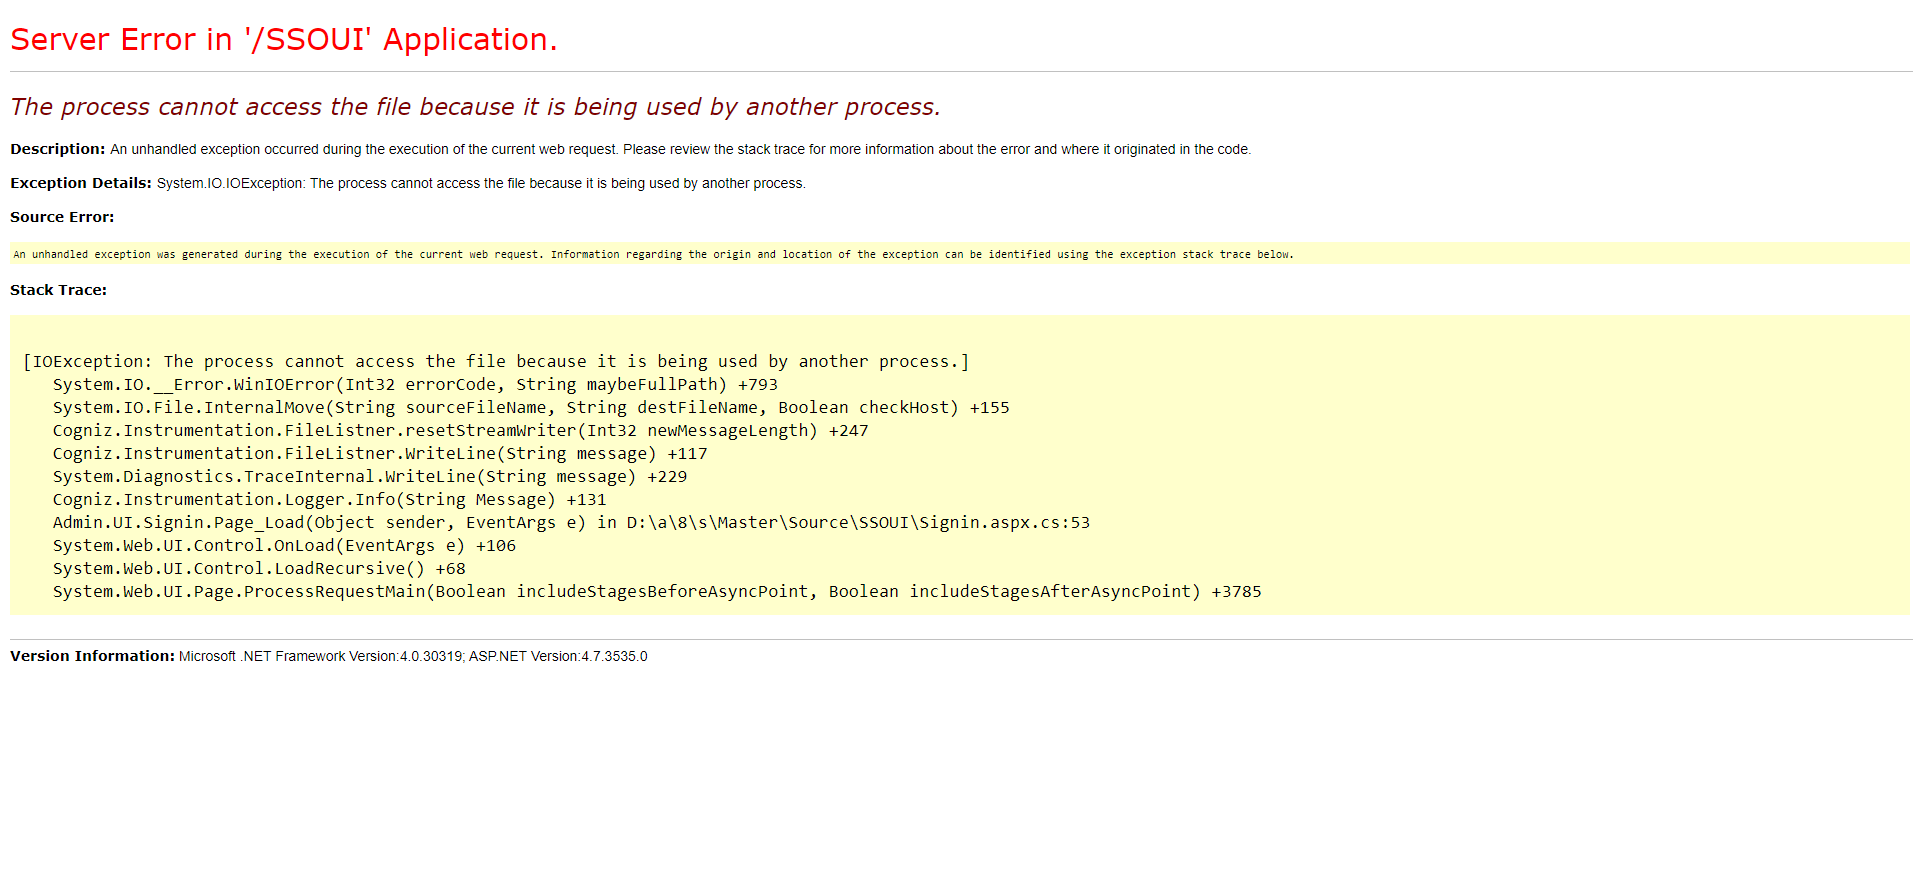 Server Error in '/SSOUI' Application.
The process cannot access the file because it is being used by another process.
Description: An unhandled exception occurred during the execution of the current web request. Please review the stack trace for more information about the error and where it originated in the code.
Exception Details: System.IO.IOException: The process cannot access the file because it is being used by another process.
Source Error:
An unhandled exception was generated during the execution of the current web request. Information regarding the origin and location of the exception can be identified using the exception stack trace below.
Stack Trace:
[IOException: The process cannot access the file because it is being used by another process.]
System.IO.__Error.WinIOError(Int32 errorCode, String maybeFullPath) +793
System.IO.File.InternalMove(String sourceFileName, String destFileName, Boolean checkHost) +155
Cogniz.Instrumentation.FileListner.resetStreamWriter(Int32 newMessageLength) +247
Cogniz.Instrumentation.FileListner.WriteLine(String message) +117
System.Diagnostics.TraceInternal.WriteLine(String message) +229
Cogniz.Instrumentation.Logger.Info(String Message) +131
Admin.UI.Signin.Page_Load(Object sender, EventArgs e) in D:\a\8\s\Master\Source\SSOUI\Signin.aspx.cs:53
System.Web.UI.Control.OnLoad(EventArgs e) +106
System.Web.UI.Control.LoadRecursive() +68
System.Web.UI.Page.ProcessRequestMain(Boolean includeStagesBeforeAsyncPoint, Boolean includeStagesAfterAsyncPoint) +3785
Version Information: Microsoft .NET Framework Version:4.0.30319; ASP.NET Version:4.7.3535.0